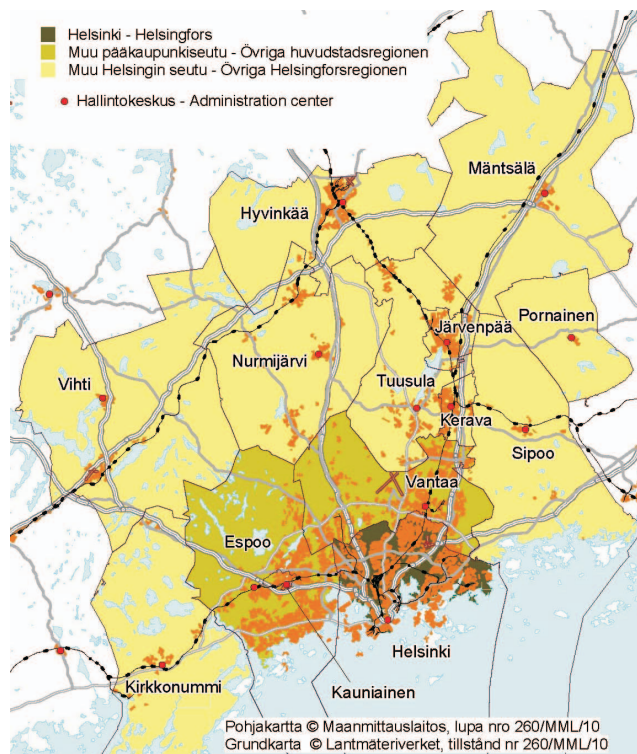 Helsinki - Helsingfors
Muu pääkaupunkiseutu - Övriga huvudstadsregionen
Muu Helsingin seutu - Övriga Helsingforsregionen
Hallintokeskus - Administration center
Mäntsälä
Hyvinkää
Pornainen
Järvenpää
Nurmijärvi
Vihti
Tuusula
Kerava
Sipoo
Vantaa
Espoo
Helsinki
Kirkkonummi
Kauniainen
Pohjakartta © Maanmittauslaitos, lupa nro 260/MML/10
Grundkarta © Lantmäteriverket, tillstånd nr 260/MML/10